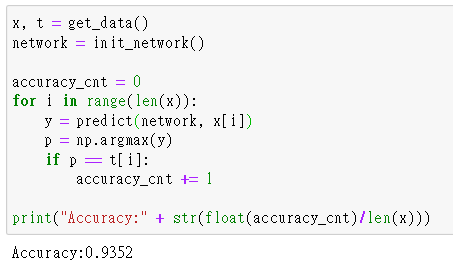 x, t = get_data()
network = init_network()

accuracy_cnt = 0
for i in range(len(x)):
    y = predict(network, x[i])
    p = np.argmax(y)
    if p == t[i]:
        accuracy_cnt += 1

print("Accuracy:" + str(float(accuracy_cnt)/len(x)))
Accuracy:0.9352